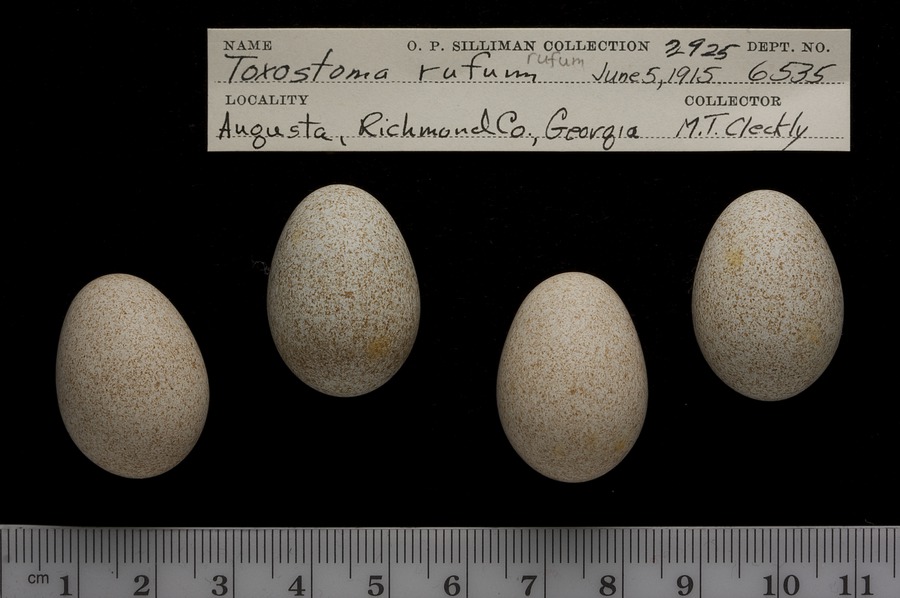 NAME O. P. SILLIMAN COLLECTION 2925 DEPT. NO.
Toxostoma rufum rufum June 5, 1915 6535
LOCALITY COLLECTOR
Augusta, Richmond Co., Georgia M.T. Cleckly
cm 1 2 3 4 5 6 7 8 9 10 11